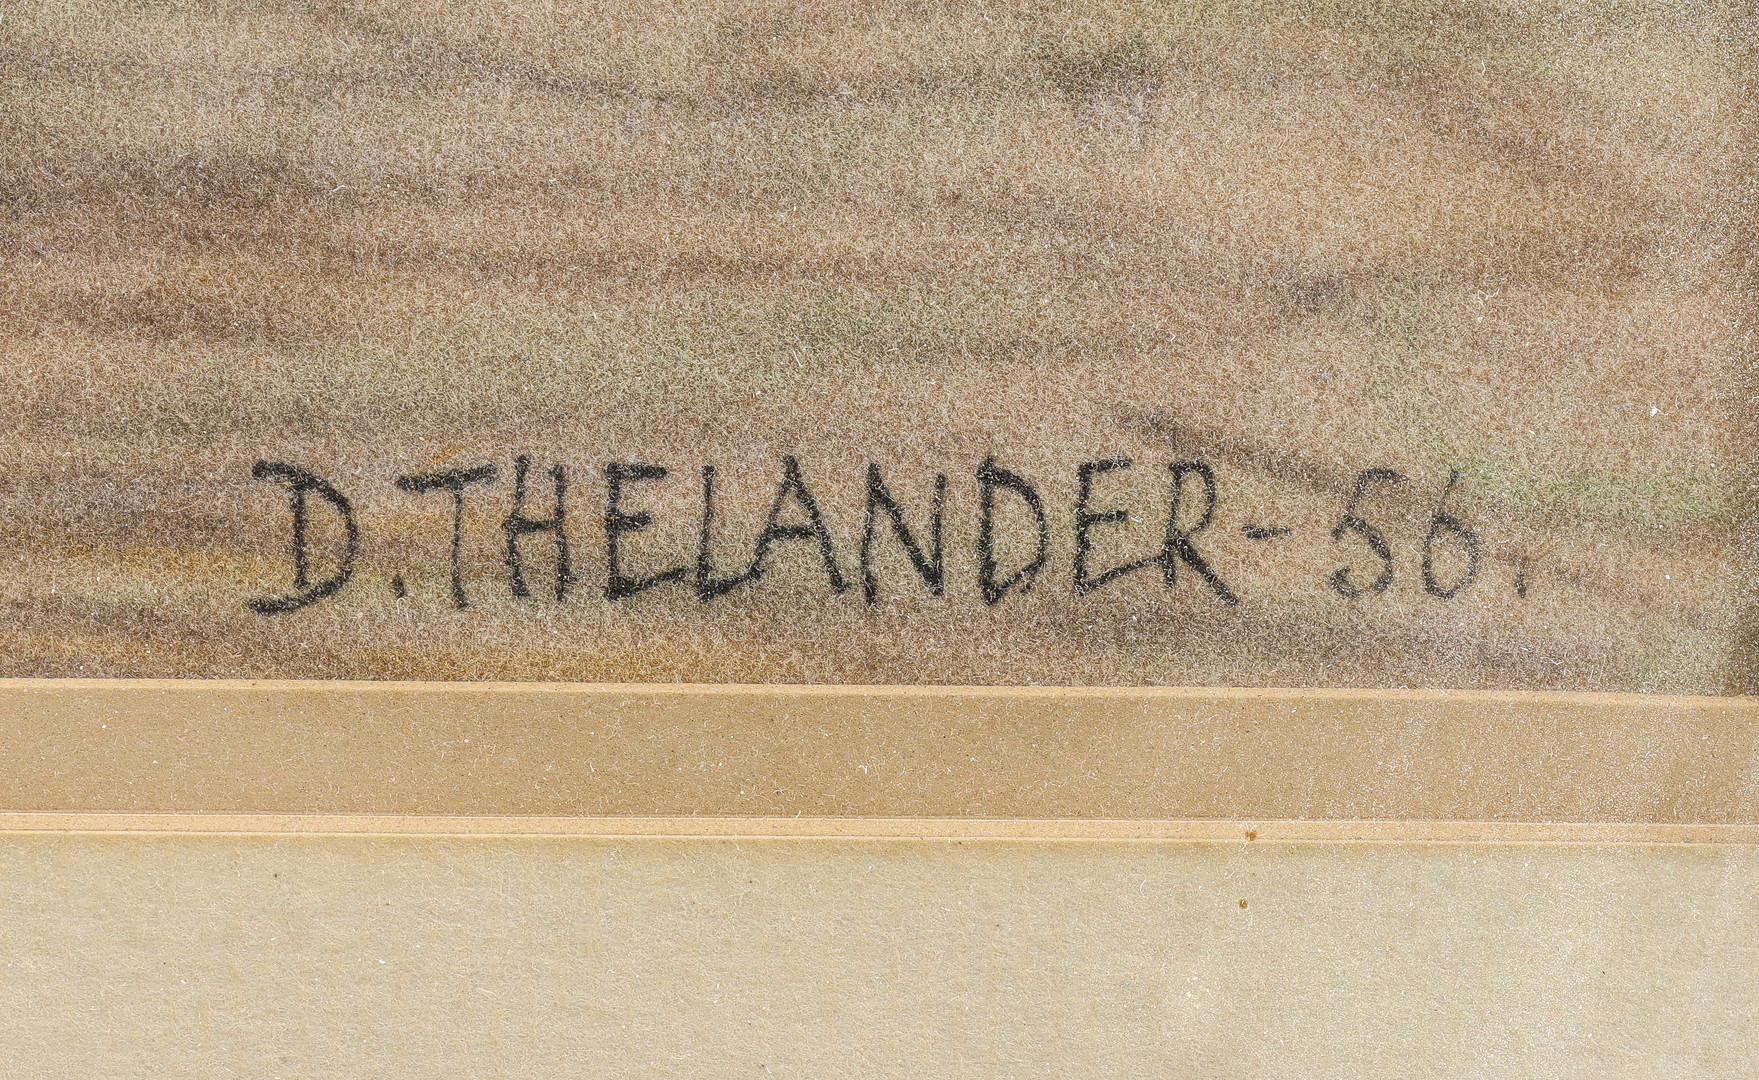 D. THELANDER - 56.